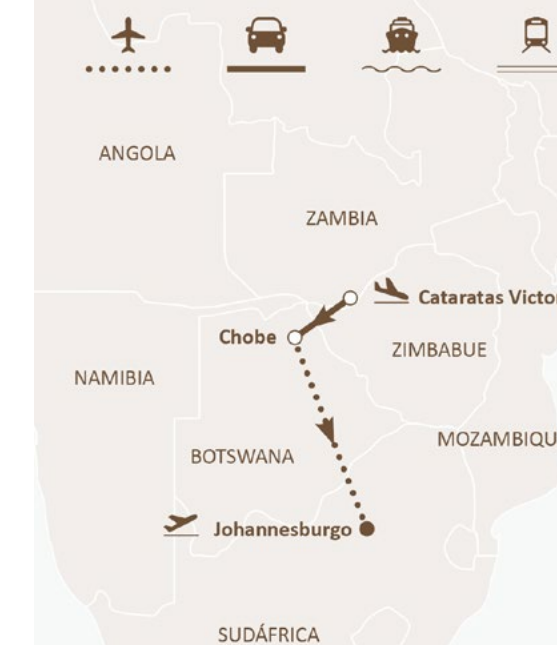 ANGOLA
ZAMBIA
Cataratas Victor
Chobe
ZIMBABUE
NAMIBIA
MOZAMBIQU
BOTSWANA
Johannesburgo
SUDÁFRICA